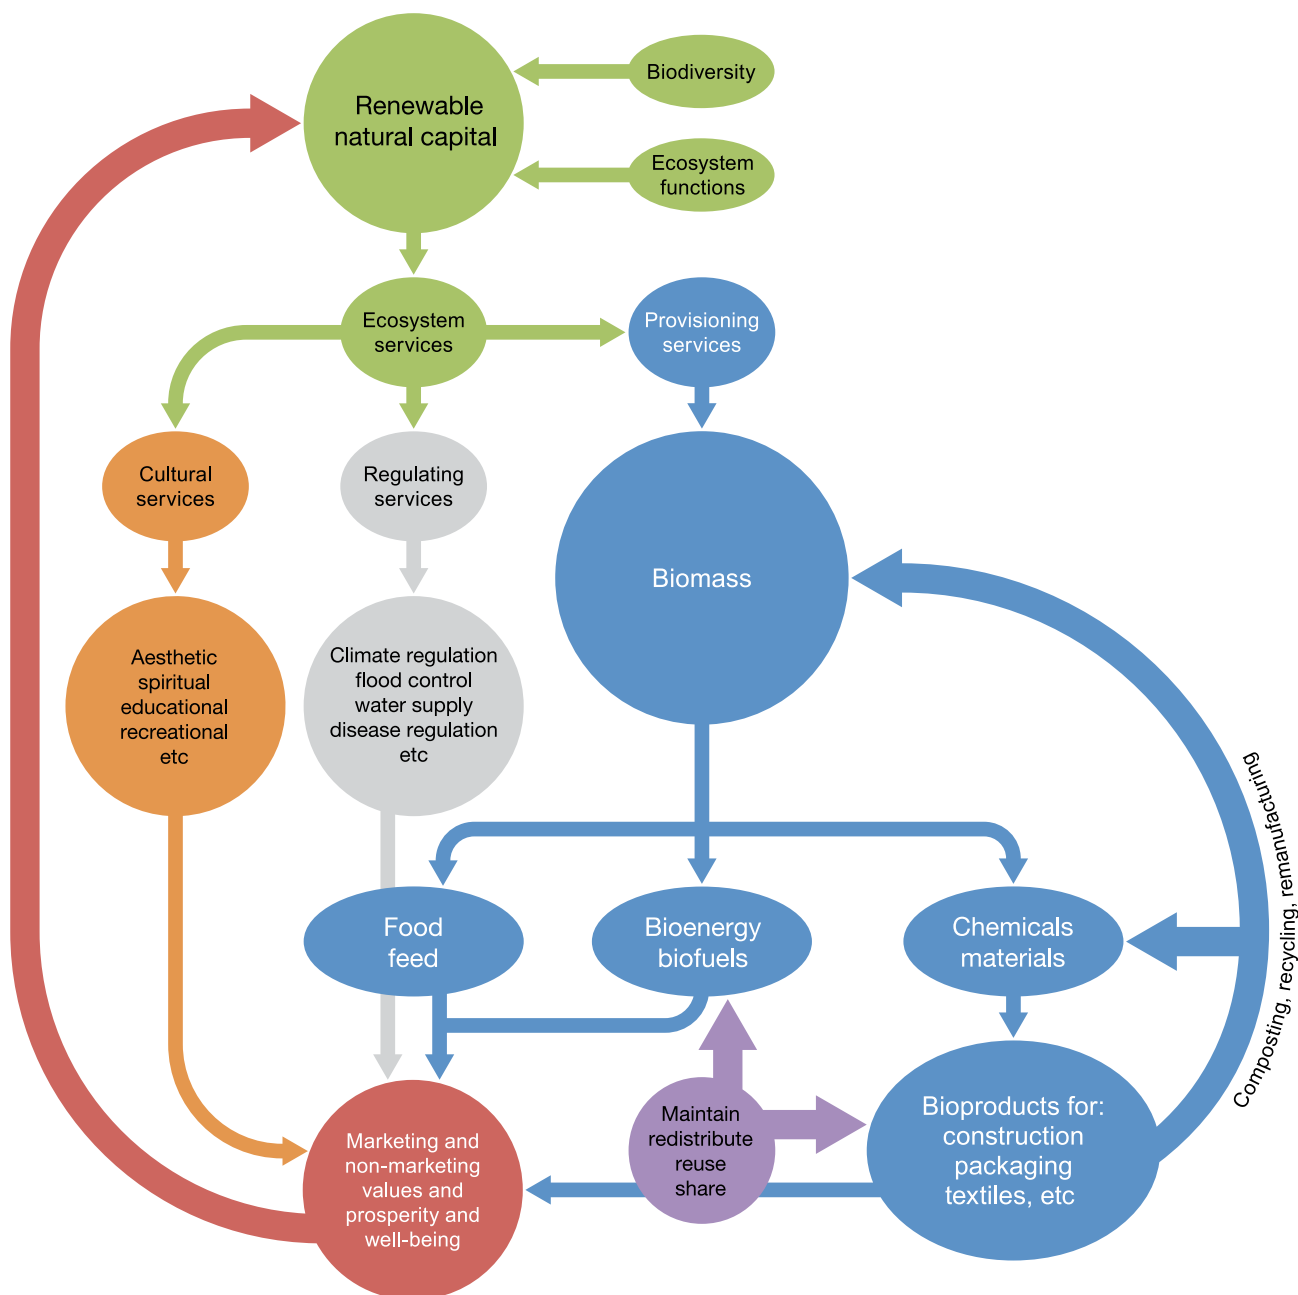 Biodiversity
Renewable
natural capital
Ecosystem
functions
Ecosystem
services
Provisioning
services
Cultural
services
Regulating
services
Biomass
Aesthetic
spiritual
educational
recreational
etc
Climate regulation
flood control
water supply
disease regulation
etc
Composting, recycling, remanufacturing
Food
feed
Bioenergy
biofuels
Chemicals
materials
Maintain
redistribute
reuse
share
Bioproducts for:
construction
packaging
textiles, etc
Marketing and
non-marketing
values and
prosperity and
well-being